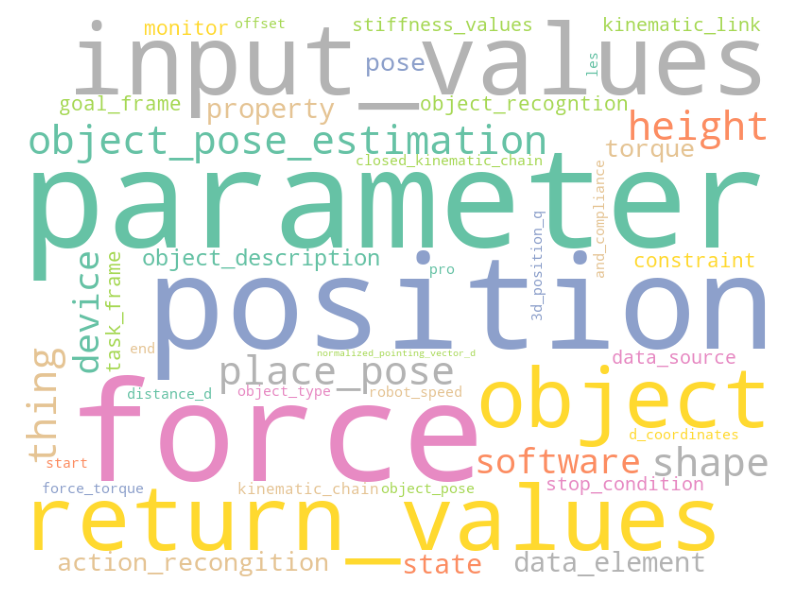 monitor
offset
stiffness_values
kinematic_link
input_values
pose
les
goal_frame
property
object_recogntion
height
object_pose_estimation
torque
closed_kinematic_chain
parameter
and_compliance
3d_position_q
object_description
constraint
device
task_frame
pro
position
end
normalized_pointing_vector_d
thing
place_pose
data_source
distance_d
object_type
robot_speed
object
force
d_coordinates
start
software
shape
force_torque
kinematic_chain
object_pose
stop_condition
return_values
action_recongition
state
data_element